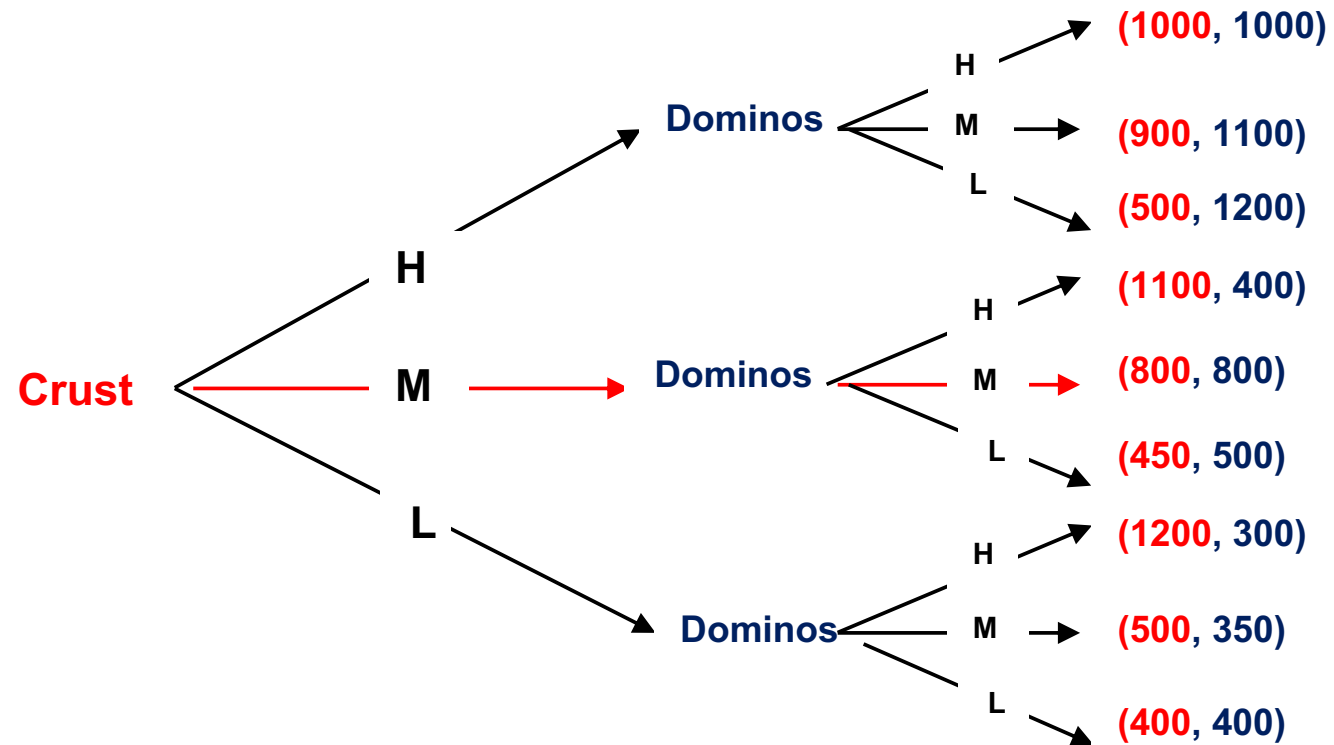 (1000, 1000)
H
Dominos
M
(900, 1100)
L
(500, 1200)
H
(1100, 400)
H
Crust
M
Dominos
M
(800, 800)
L
(450, 500)
L
(1200, 300)
H
Dominos
M
(500, 350)
L
(400, 400)